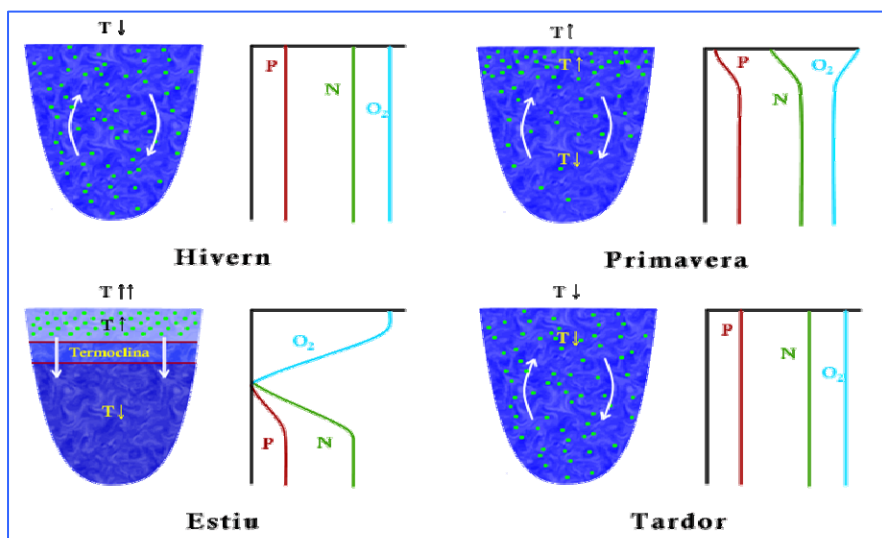 T ↓
P
N
O₂
Hivern
T ↑
T ↑
T ↓
P
N
O₂
Primavera
T ↑↑
T ↑
Termoclina
T ↓
O₂
P
N
Estiu
T ↓
T ↓
P
N
O₂
Tardor